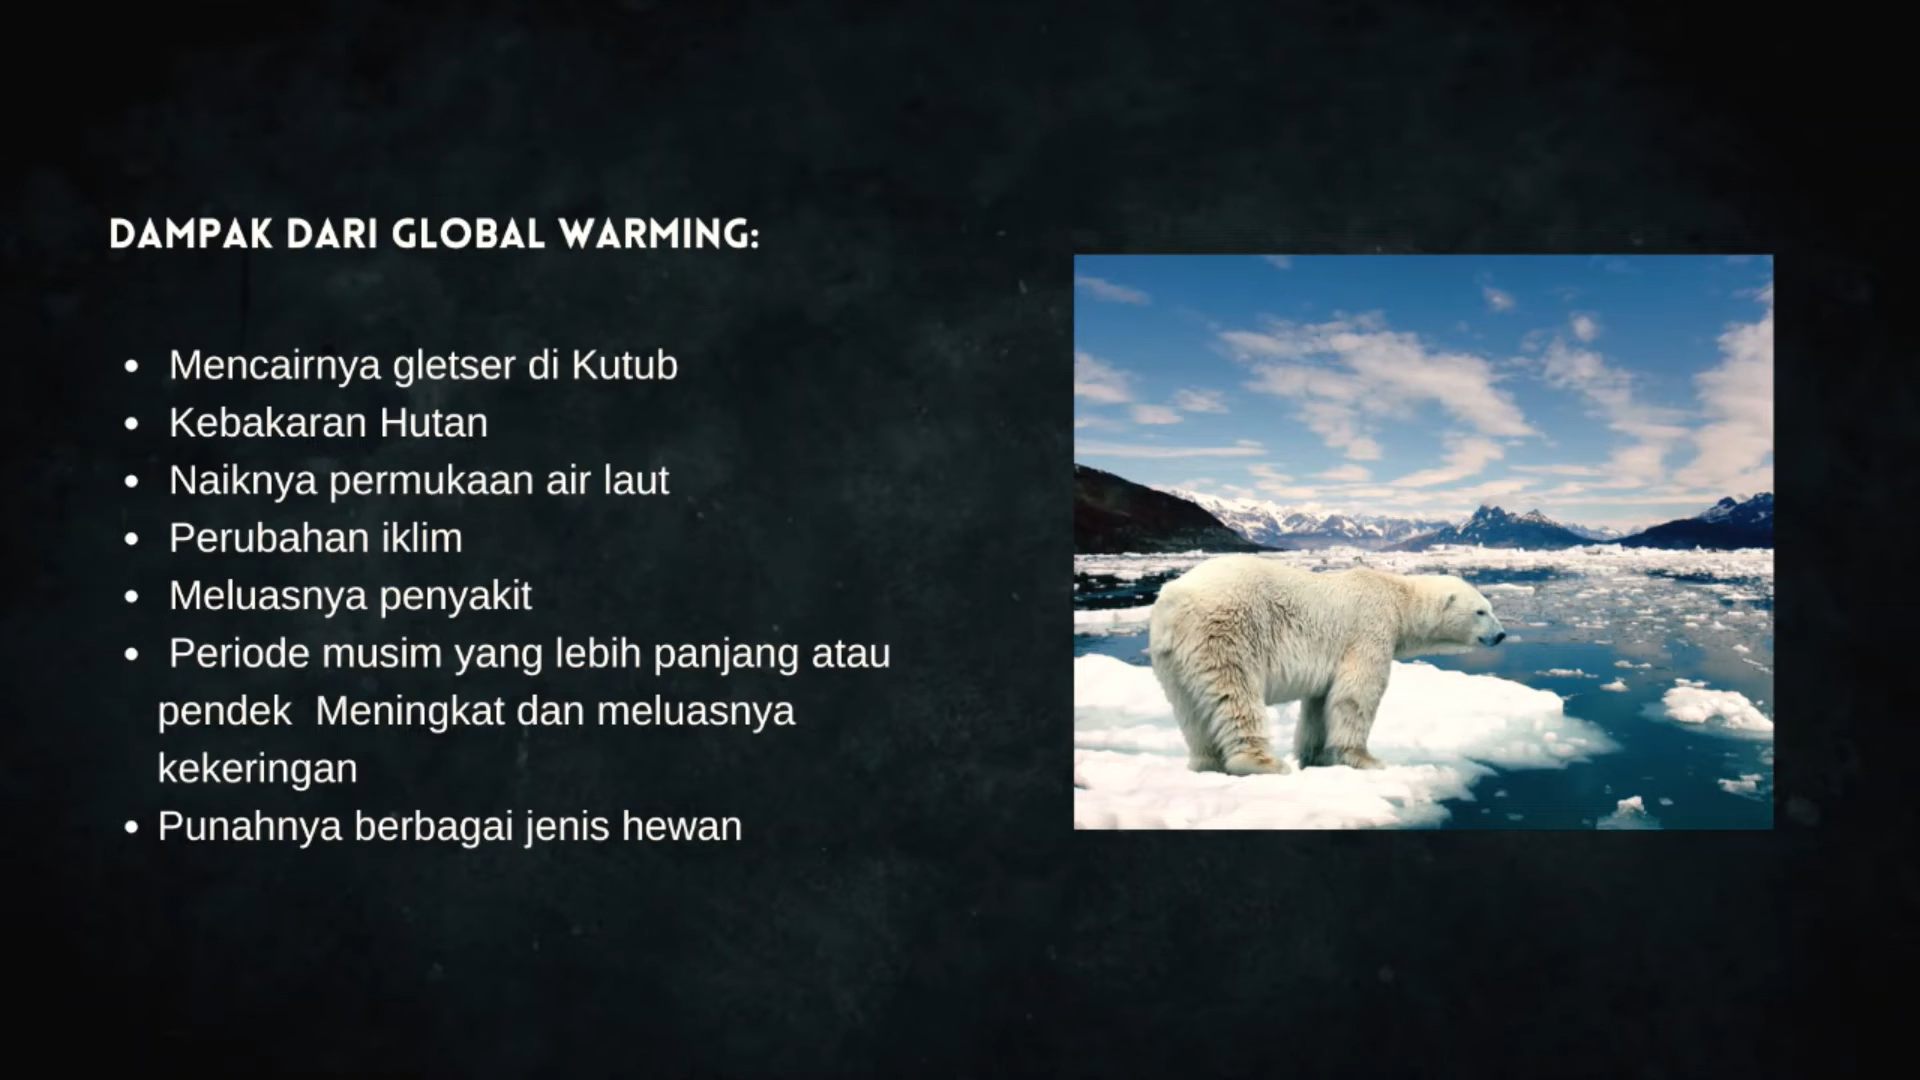 DAMPAK DARI GLOBAL WARMING:
• Mencairnya gletser di Kutub
• Kebakaran Hutan
• Naiknya permukaan air laut
• Perubahan iklim
• Meluasnya penyakit
• Periode musim yang lebih panjang atau
pendek  Meningkat dan meluasnya
kekeringan
• Punahnya berbagai jenis hewan